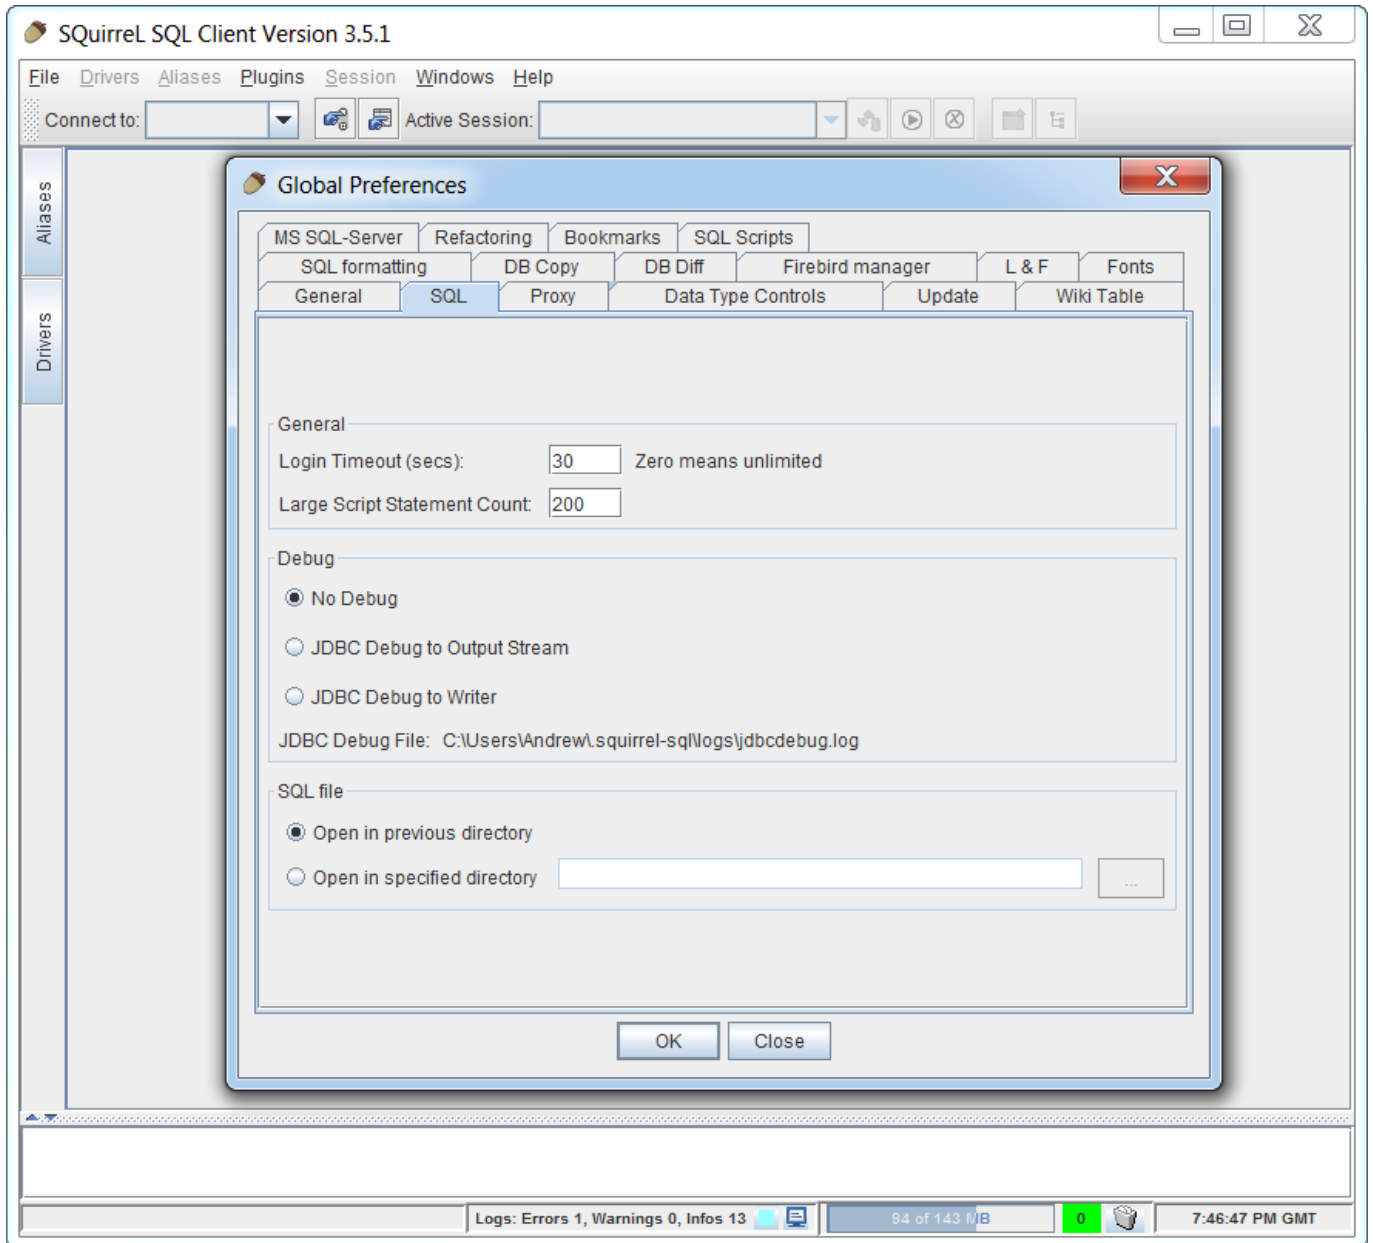 SQuirreL SQL Client Version 3.5.1
File Drivers Aliases Plugins Session Windows Help
Connect to: Active Session:
Aliases
Drivers
Global Preferences
MS SQL-Server Refactoring Bookmarks SQL Scripts
SQL formatting DB Copy DB Diff Firebird manager L & F Fonts
General SQL Proxy Data Type Controls Update Wiki Table
General
Login Timeout (secs): 30 Zero means unlimited
Large Script Statement Count: 200
Debug
No Debug
JDBC Debug to Output Stream
JDBC Debug to Writer
JDBC Debug File: C:\Users\Andrew\.squirrel-sql\logs\jdbcdebug.log
SQL file
Open in previous directory
Open in specified directory ...
OK Close
Logs: Errors 1, Warnings 0, Infos 13 94 of 143 MB 0 7:46:47 PM GMT